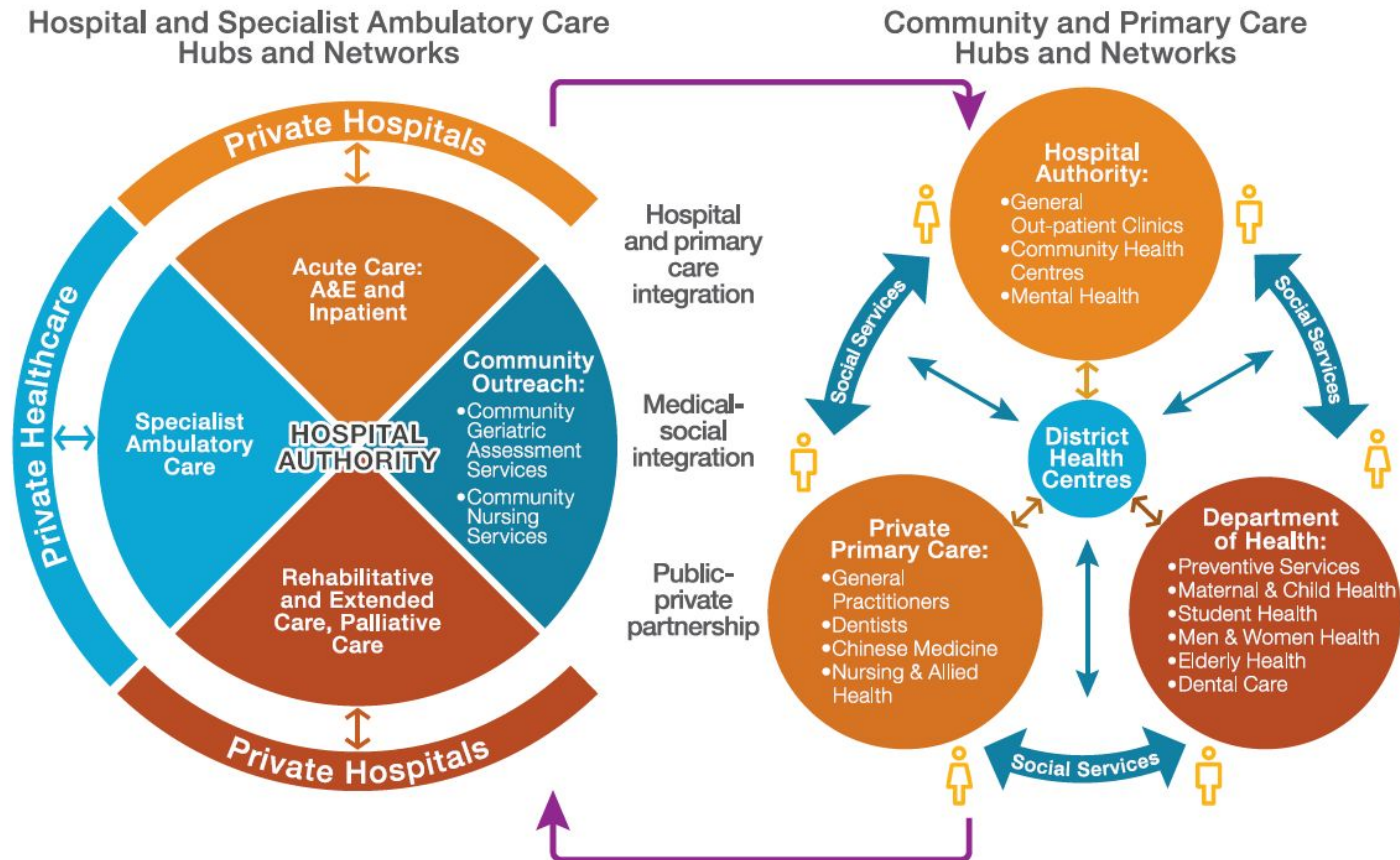 Hospital and Specialist Ambulatory Care
Hubs and Networks
Private Hospitals
Private Healthcare
Acute Care:
A&E and
Inpatient
Specialist
Ambulatory
Care
HOSPITAL
AUTHORITY
Community
Outreach:
•Community
Geriatric
Assessment
Services
•Community
Nursing
Services
Rehabilitative
and Extended
Care, Palliative
Care
Private Hospitals
Hospital
and primary
care
integration
Medical-
social
integration
Public-
private
partnership
Community and Primary Care
Hubs and Networks
Hospital
Authority:
•General
Out-patient Clinics
•Community Health
Centres
•Mental Health
Social Services
Social Services
District
Health
Centres
Private
Primary Care:
•General
Practitioners
•Dentists
•Chinese Medicine
•Nursing & Allied
Health
Department
of Health:
•Preventive Services
•Maternal & Child Health
•Student Health
•Men & Women Health
•Elderly Health
•Dental Care
Social Services